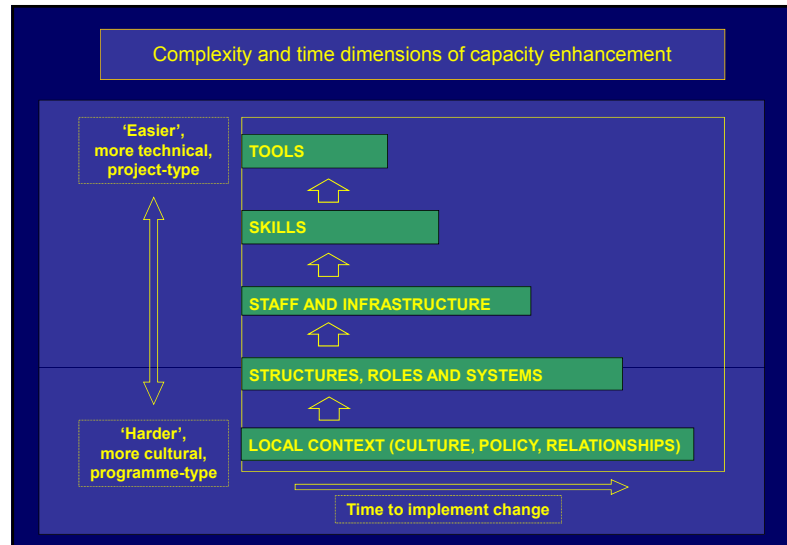 Complexity and time dimensions of capacity enhancement
‘Easier’,
more technical,
project-type
TOOLS
SKILLS
STAFF AND INFRASTRUCTURE
STRUCTURES, ROLES AND SYSTEMS
‘Harder’,
more cultural,
programme-type
LOCAL CONTEXT (CULTURE, POLICY, RELATIONSHIPS)
Time to implement change